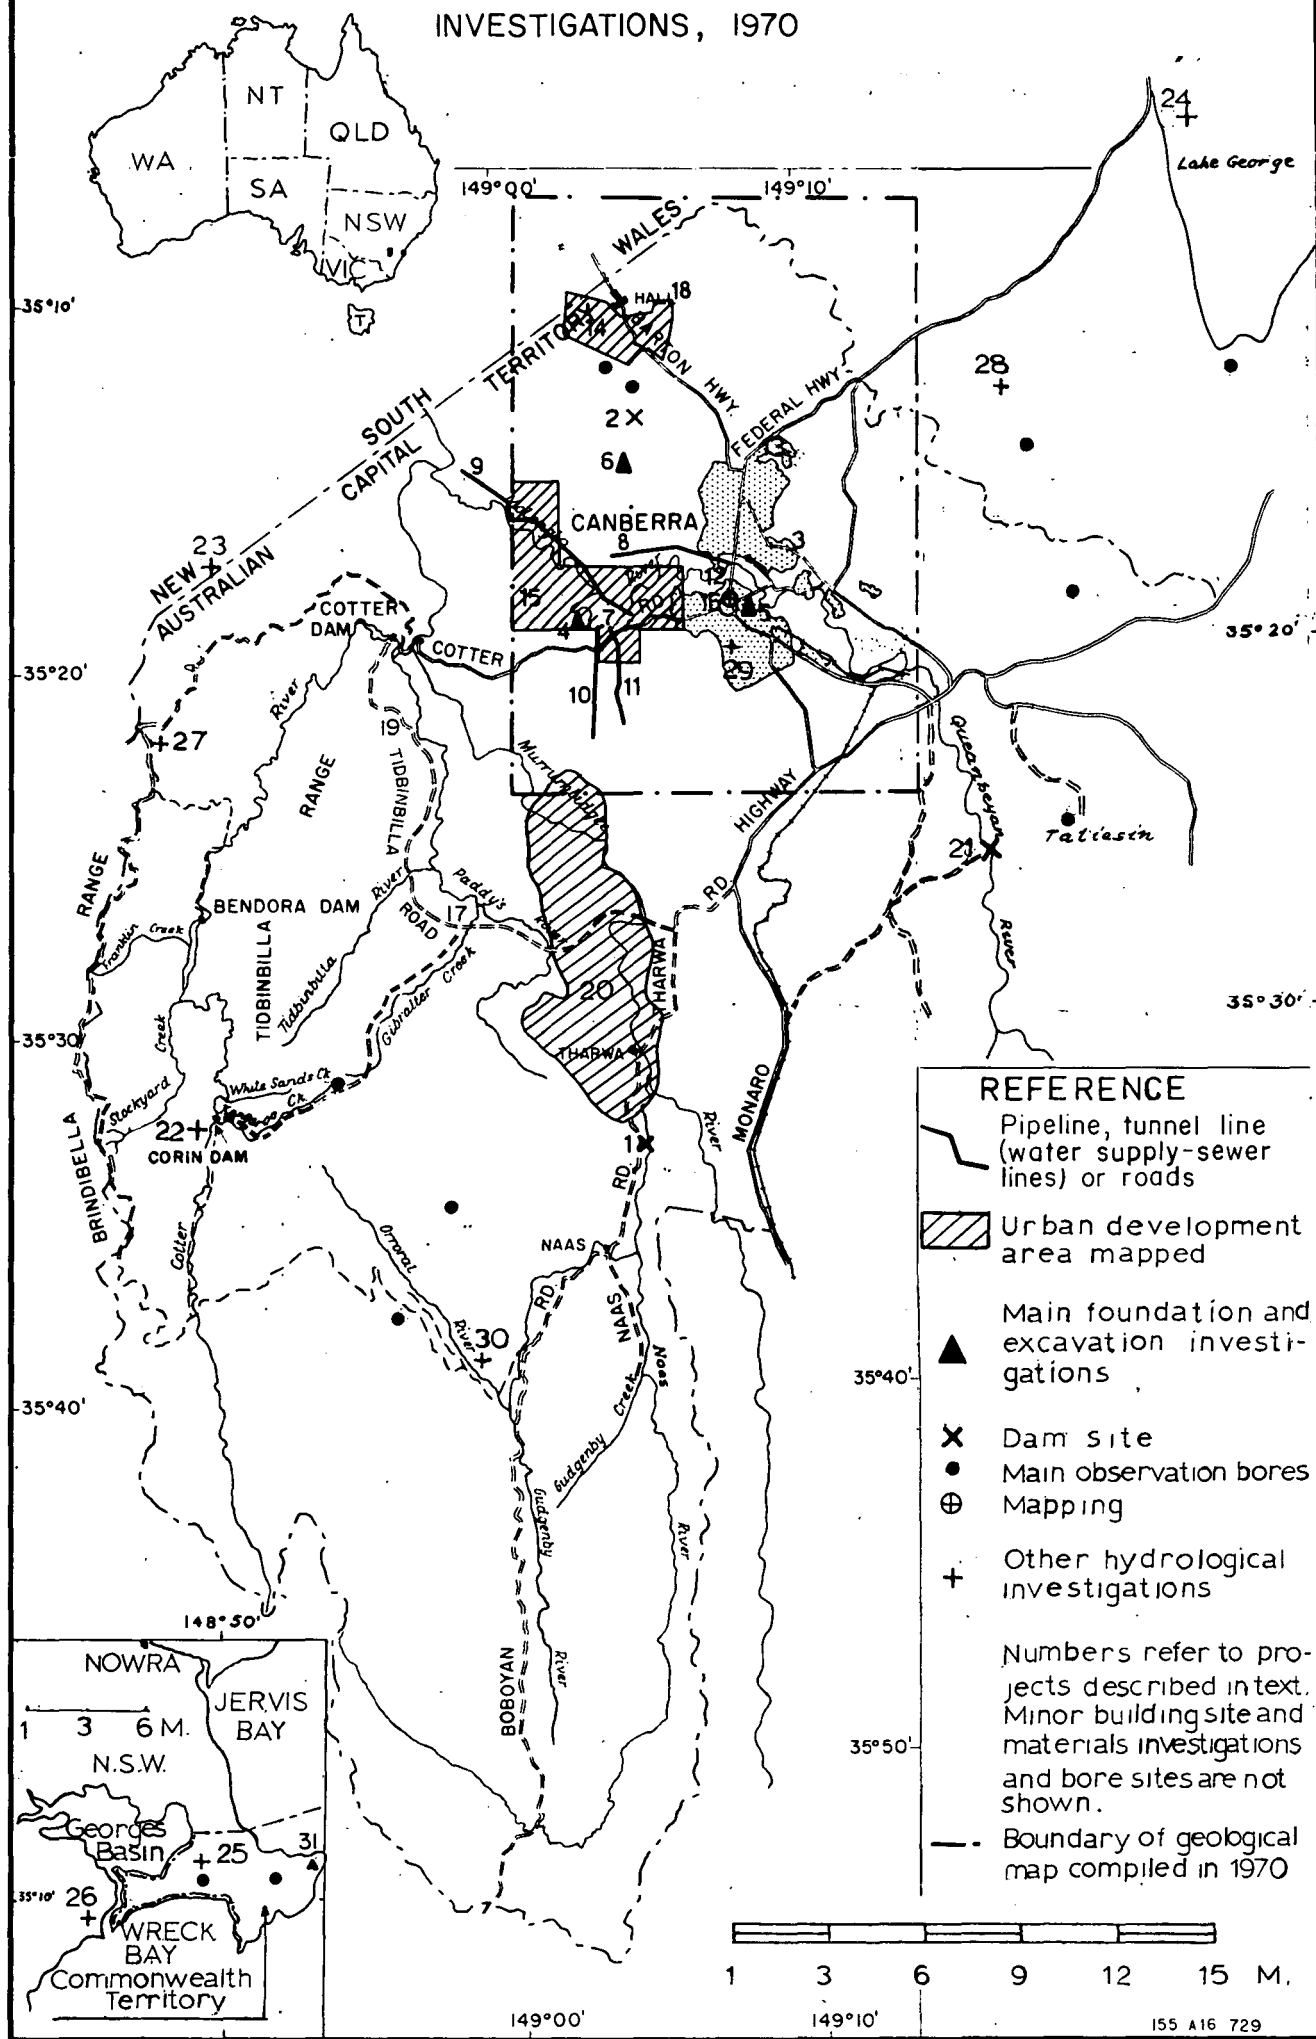 INVESTIGATIONS, 1970
NT
QLD
WA
SA
NSW
VIC
T
24
Lake George
149°00'
149°10'
35°10'
SOUTH WALES
HALL 18
14
BARTON HWY.
TERRITORY
28
2
FEDERAL HWY.
6
CAPITAL
9
CANBERRA
8
3
River
23
NEW
AUSTRALIAN
12
15
16
5
RD.
7
4
COTTER DAM
COTTER
35°20'
35°20'
29
10
11
River
19
27
TIDBINBILLA
RANGE
Murrumbidgee
Queanbeyan
HIGHWAY
Taliesin
21
RANGE
RD.
River
Paddy's
BENDORA DAM
ROAD
17
River
Franklin Creek
TIDBINBILLA
THARWA
River
Tidbinbilla
Gibralter Creek
20
35°30'
35°30'
Creek
THARWA
White Sands Ck
Stockyard
Ck.
22
CORIN DAM
1
River
MONARO
BRINDIBELLA
RD.
Cotter
Orroral
NAAS
RD.
NAAS
River
30
Naas
35°40'
35°40'
Creek
Gudgenby
Gudgenby
River
148°50'
BOBOYAN
River
35°50'
REFERENCE
Pipeline, tunnel line
(water supply-sewer
lines) or roads
Urban development
area mapped
Main foundation and
excavation investi-
gations
Dam site
Main observation bores
Mapping
Other hydrological
investigations
Numbers refer to pro-
jects described in text.
Minor building site and
materials investigations
and bore sites are not
shown.
Boundary of geological
map compiled in 1970
NOWRA
JERVIS
BAY
1 3 6 M.
N.S.W.
Georges
Basin
25
31
35°10'
26
WRECK
BAY
Commonwealth
Territory
1 3 6 9 12 15 M.
149°00'
149°10'
155 A16 729